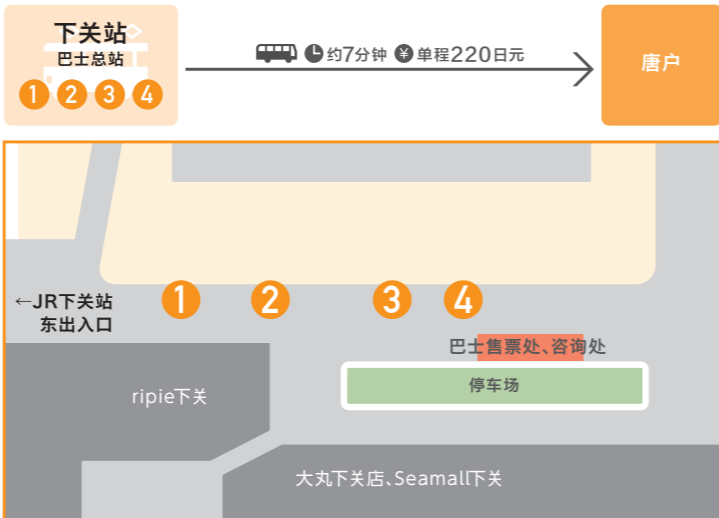 下关站
巴士总站
1 2 3 4
约7分钟 ¥ 单程220日元
唐户
←JR下关站
东出入口
1 2 3 4
巴士售票处、咨询处
停车场
ripie下关
大丸下关店、Seamall下关